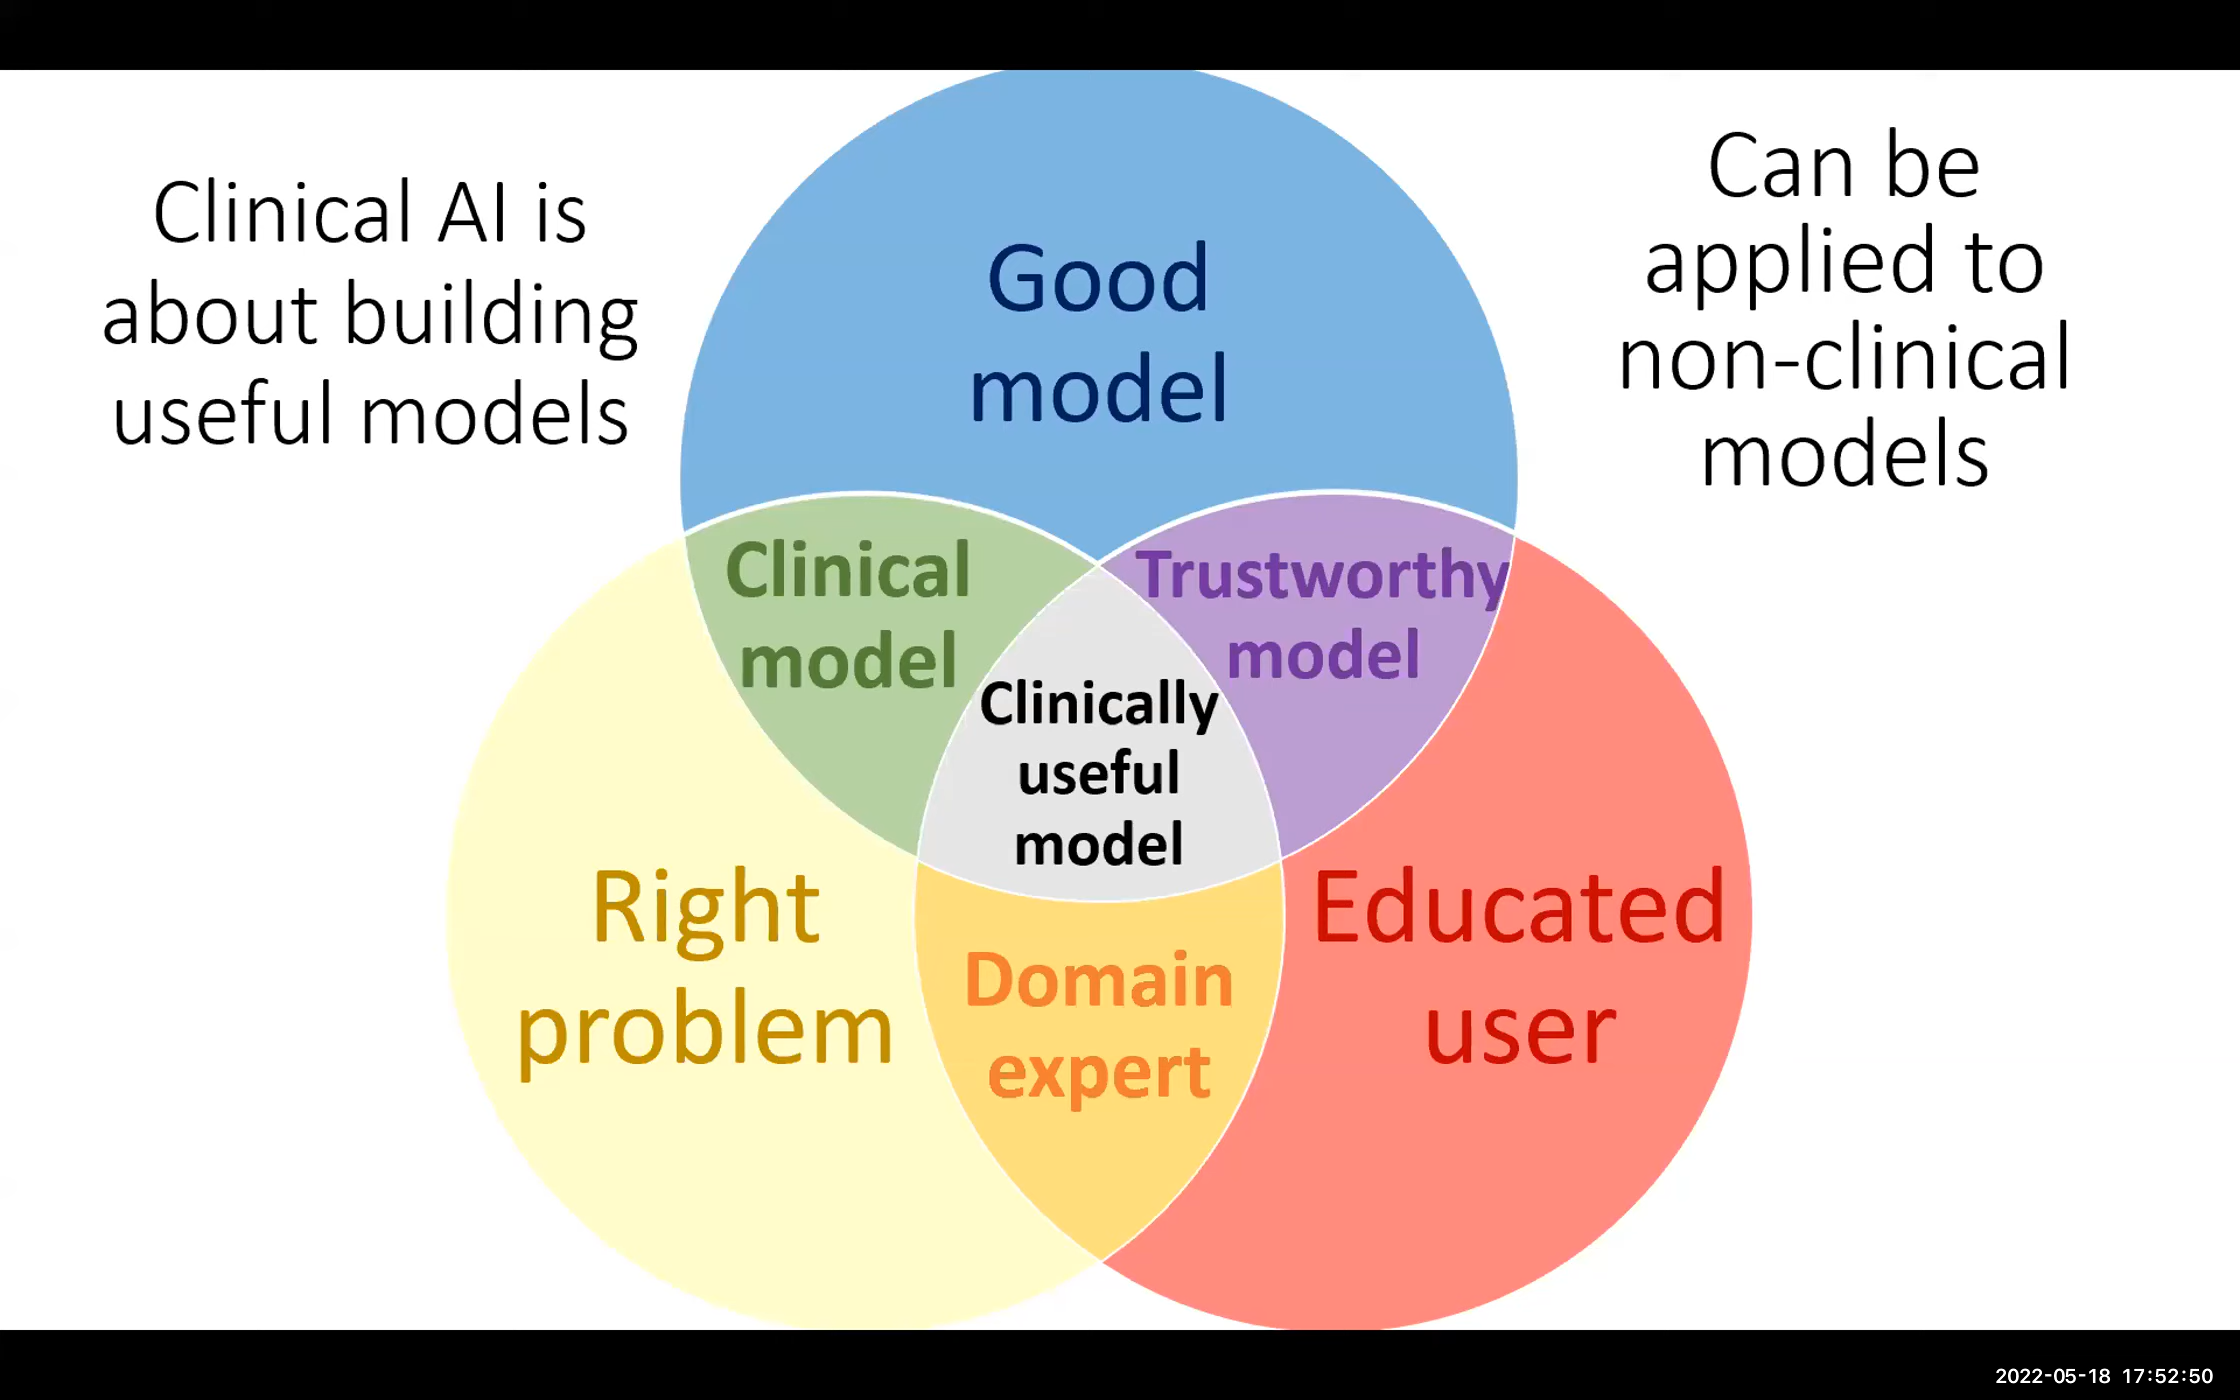 Clinical AI is
about building
useful models
Good
model
Can be
applied to
non-clinical
models
Clinical
model
Trustworthy
model
Clinically
useful
model
Right
problem
Domain
expert
Educated
user
2022-05-18 17:52:50